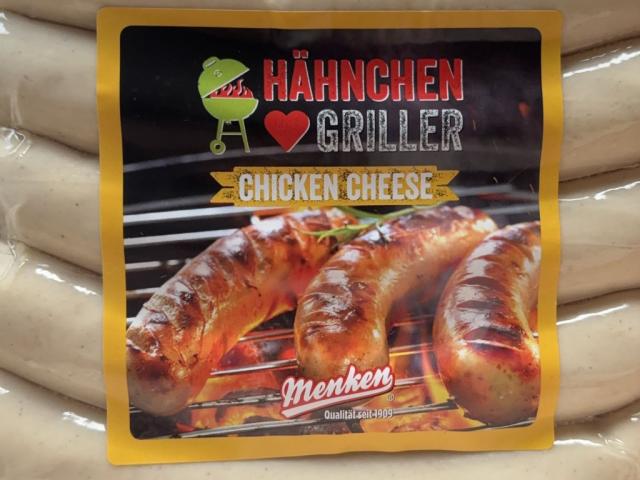 HÄHNCHEN
GRILLER
CHICKEN CHEESE
Menken®
Qualität seit 1909